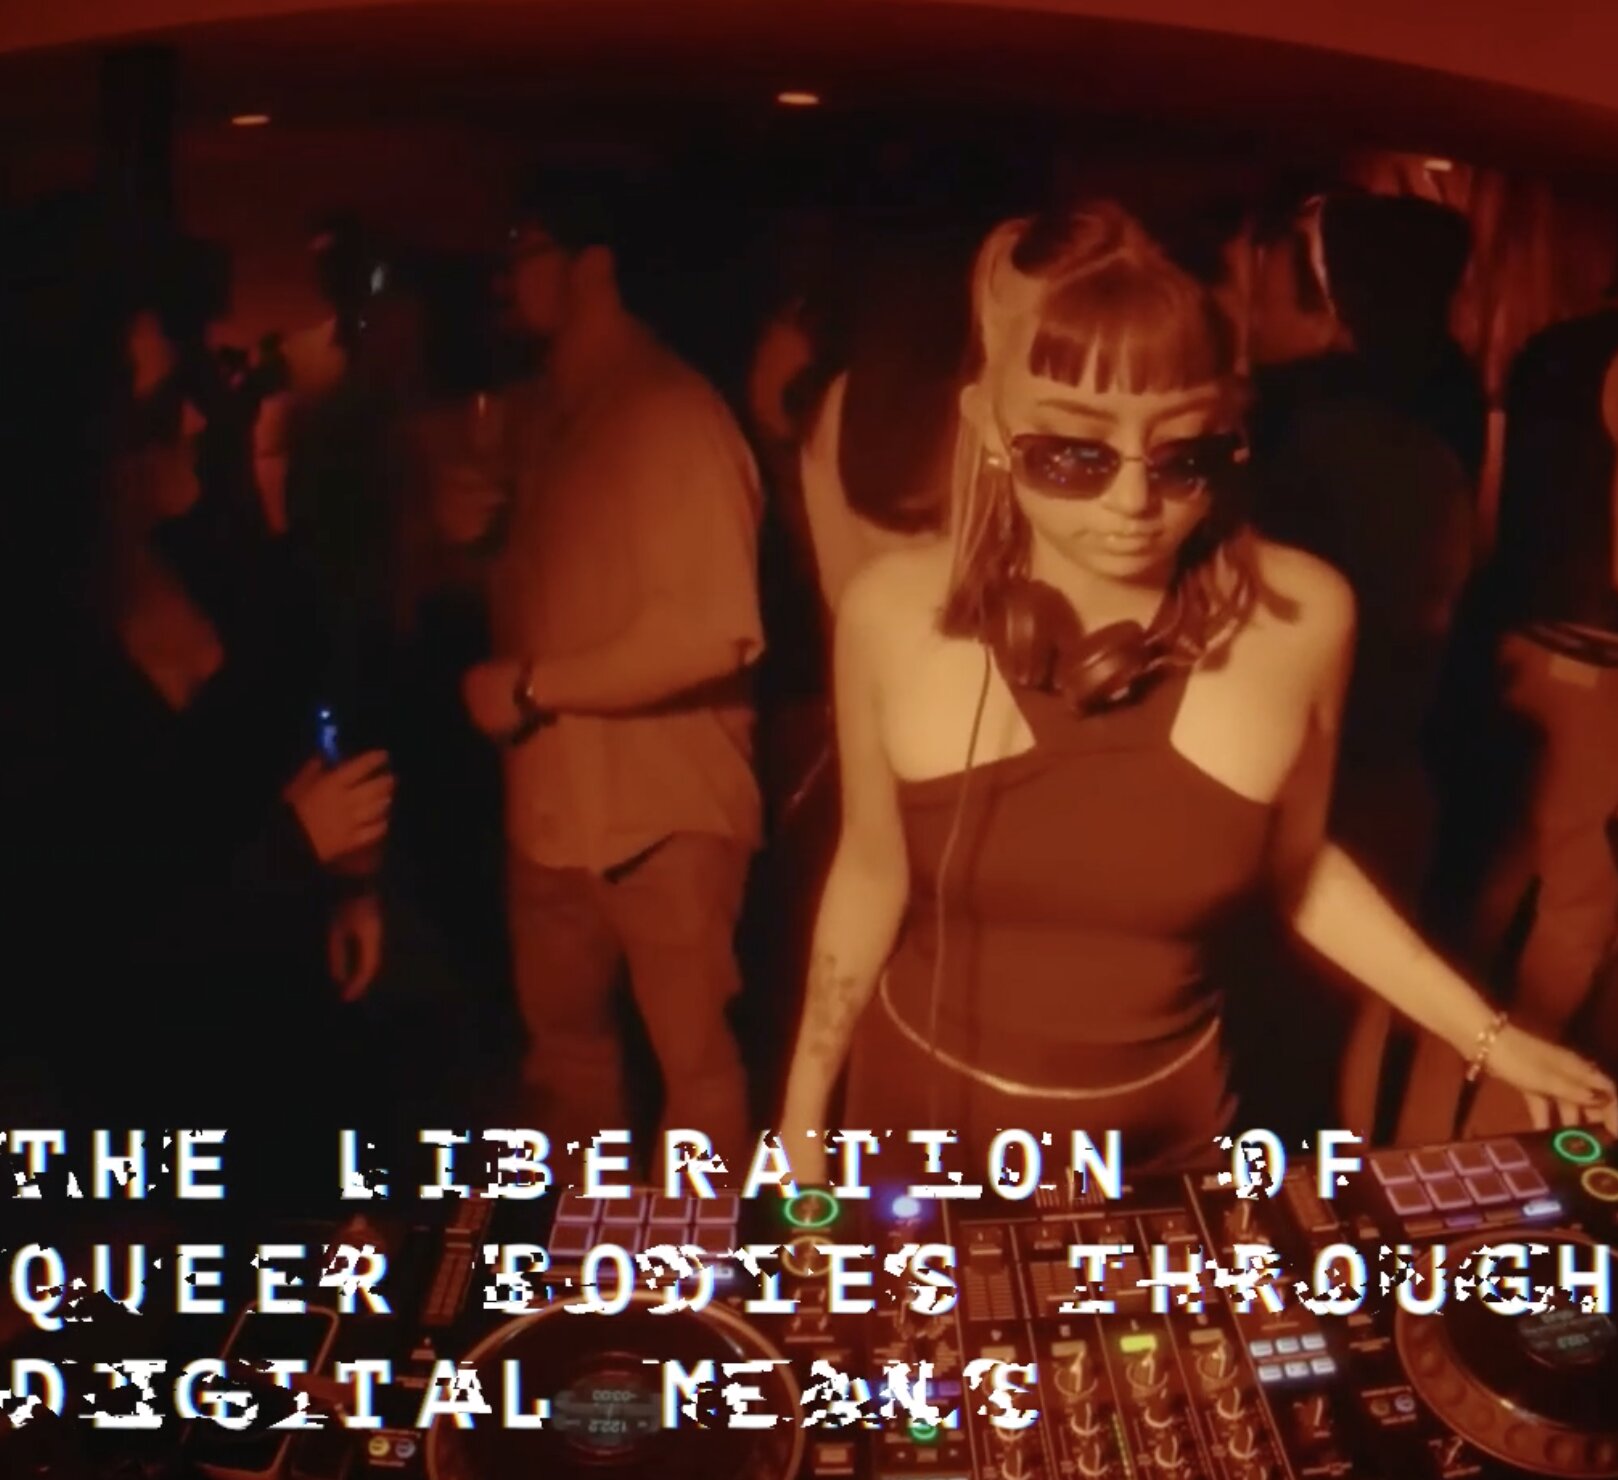 THE LIBERATION OF
QUEER BODIES THROUGH
DIGITAL MEANS